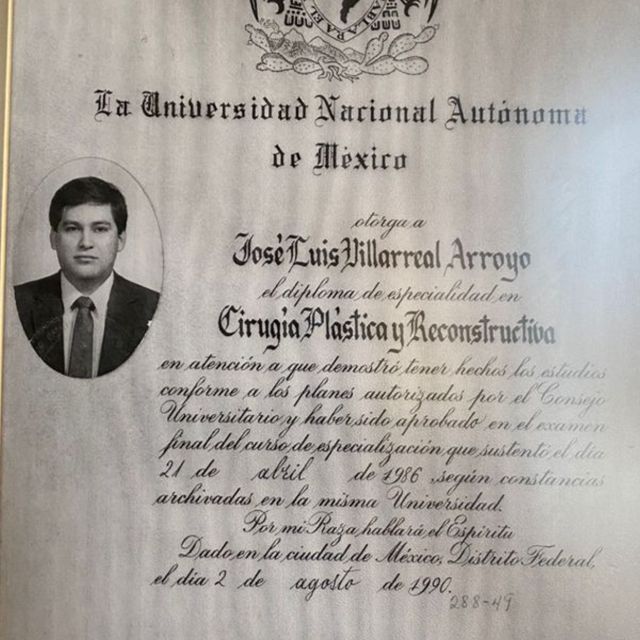 ABLARA EL
La Universidad Nacional Autónoma
de México
otorga a
José Luis Villarreal Arroyo
el diploma de especialidad en
Cirugía Plástica y Reconstructiva
en atención a que demostró tener hechos los estudios
conforme a los planes autorizados por el Consejo
Universitario y haber sido aprobado en el examen
final del curso de especialización que sustentó el día
21 de abril de 1986 según constancias
archivadas en la misma Universidad.
Por mi Raza hablará el Espíritu
Dado en la ciudad de México, Distrito Federal,
el día 2 de agosto de 1990.
288-49